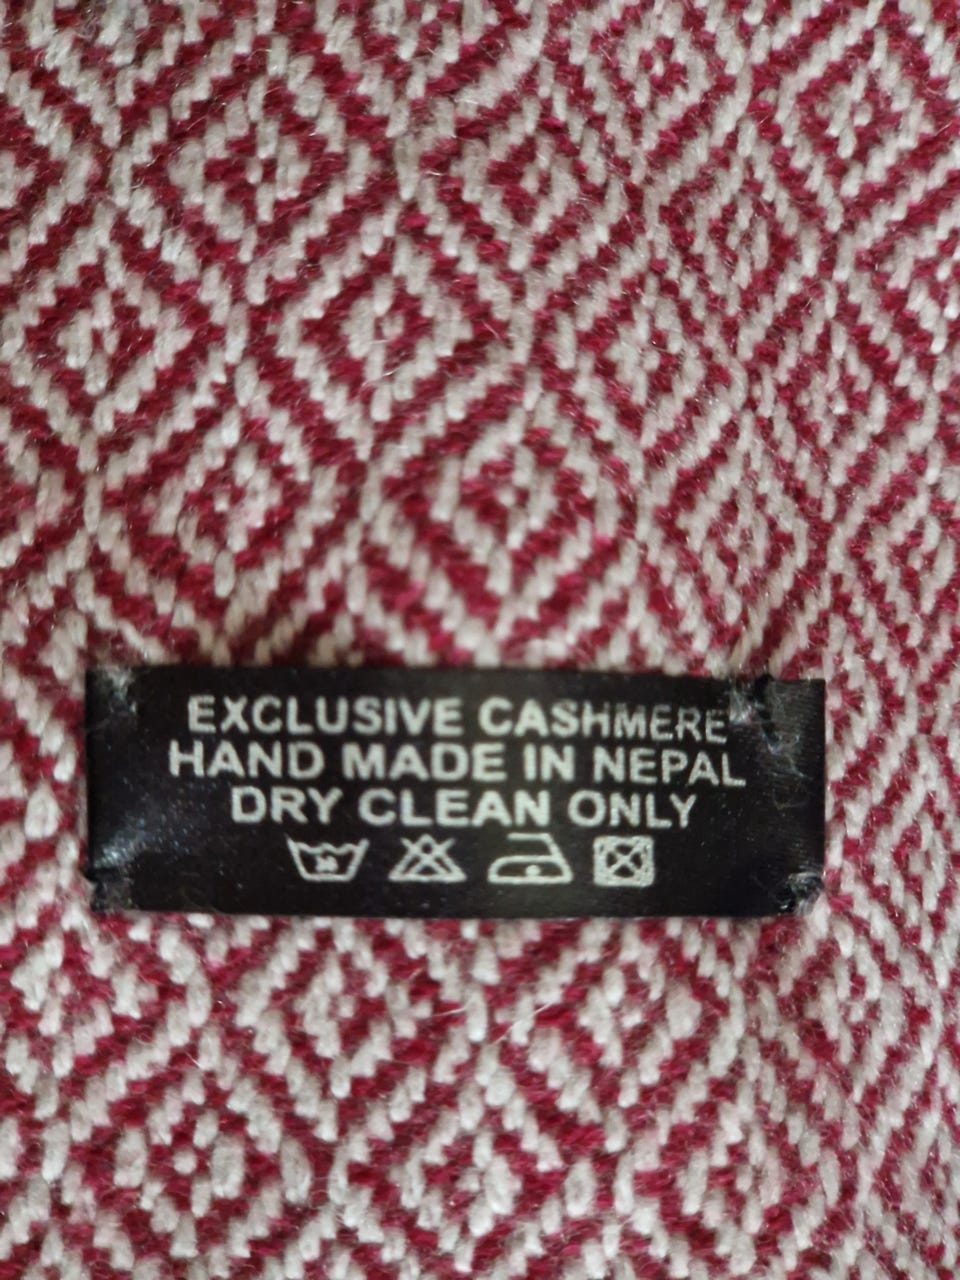 EXCLUSIVE CASHMERE
HAND MADE IN NEPAL
DRY CLEAN ONLY